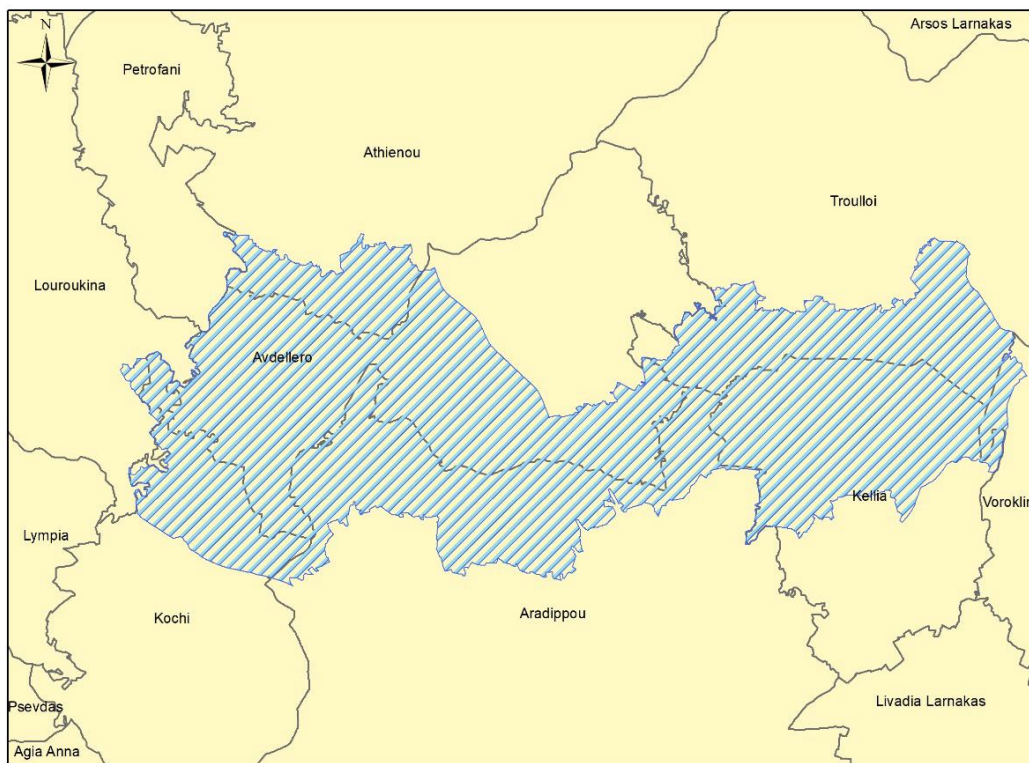 Arsos Larnakas
N
Petrofani
Athienou
Troulloi
Louroukina
Avdellero
Kellia
Voroklin
Lympia
Kochi
Aradippou
Psevdas
Livadia Larnakas
Agia Anna